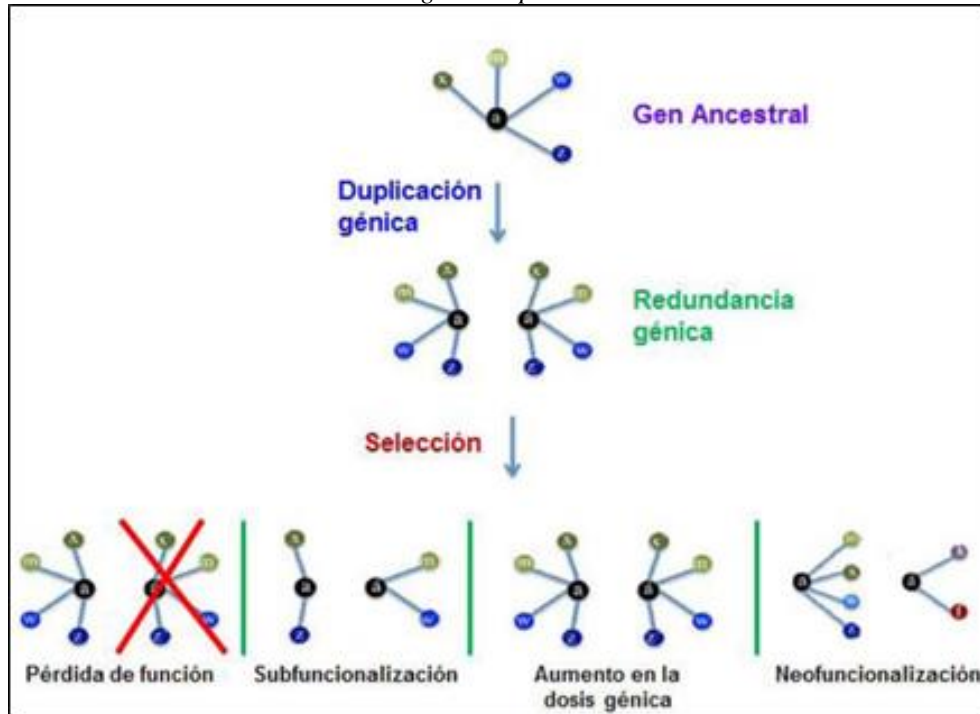 m
x
w
a
z
Gen Ancestral
Duplicación
génica
m
a
w
z
a
m
w
z
Redundancia
génica
Selección
m
a
w
z
m
w
z
a
z
a
m
w
m
a
w
z
a
m
w
z
a
a
Pérdida de función
Subfuncionalización
Aumento en la
dosis génica
Neofuncionalización